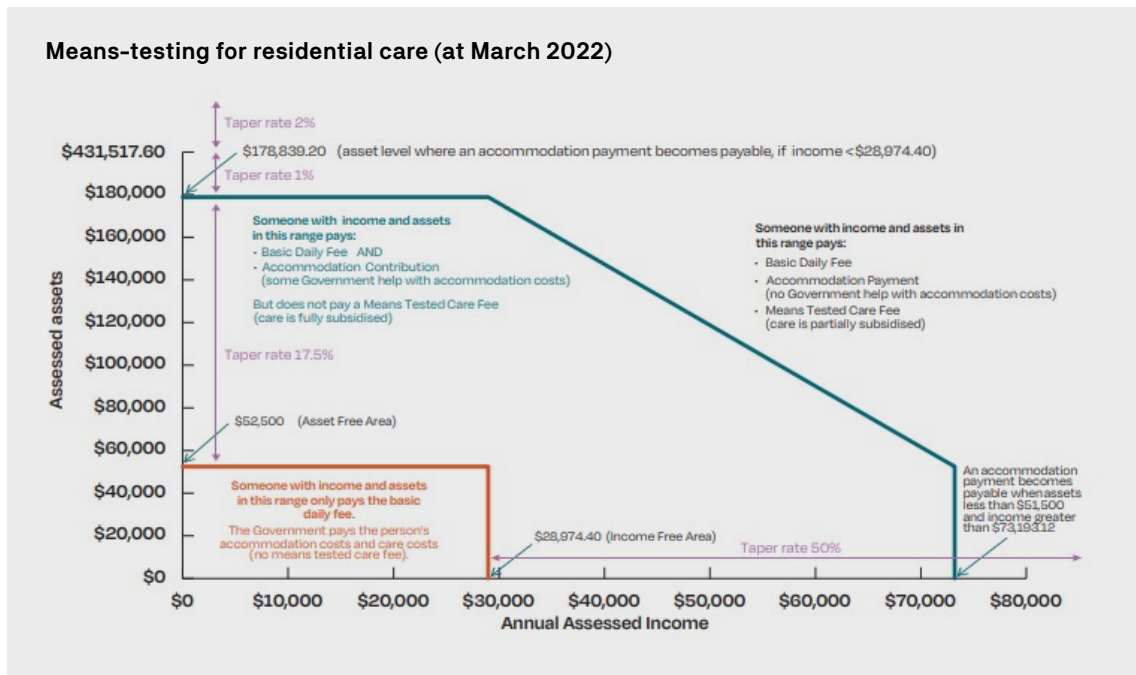 Means-testing for residential care (at March 2022)
Taper rate 2%
$431,517.60
$178,839.20 (asset level where an accommodation payment becomes payable, if income <$28,974.40)
Taper rate 1%
$180,000
$160,000
$140,000
$120,000
$100,000
$80,000
$60,000
$40,000
$20,000
$0
Assessed assets
Someone with income and assets
in this range pays:
• Basic Daily Fee AND
• Accommodation Contribution
(some Government help with accommodation costs)
But does not pay a Means Tested Care Fee
(care is fully subsidised)
Someone with income and assets in
this range pays:
• Basic Daily Fee
• Accommodation Payment
(no Government help with accommodation costs)
• Means Tested Care Fee
(care is partially subsidised)
Taper rate 17.5%
$52,500 (Asset Free Area)
Someone with income and assets
in this range only pays the basic
daily fee.
The Government pays the person's
accommodation costs and care costs
(no means tested care fee).
An accommodation
payment becomes
payable when assets
less than $51,500
and income greater
than $73,193.12
$28,974.40 (Income Free Area)
Taper rate 50%
$0
$10,000
$20,000
$30,000
$40,000
$50,000
$60,000
$70,000
$80,000
Annual Assessed Income